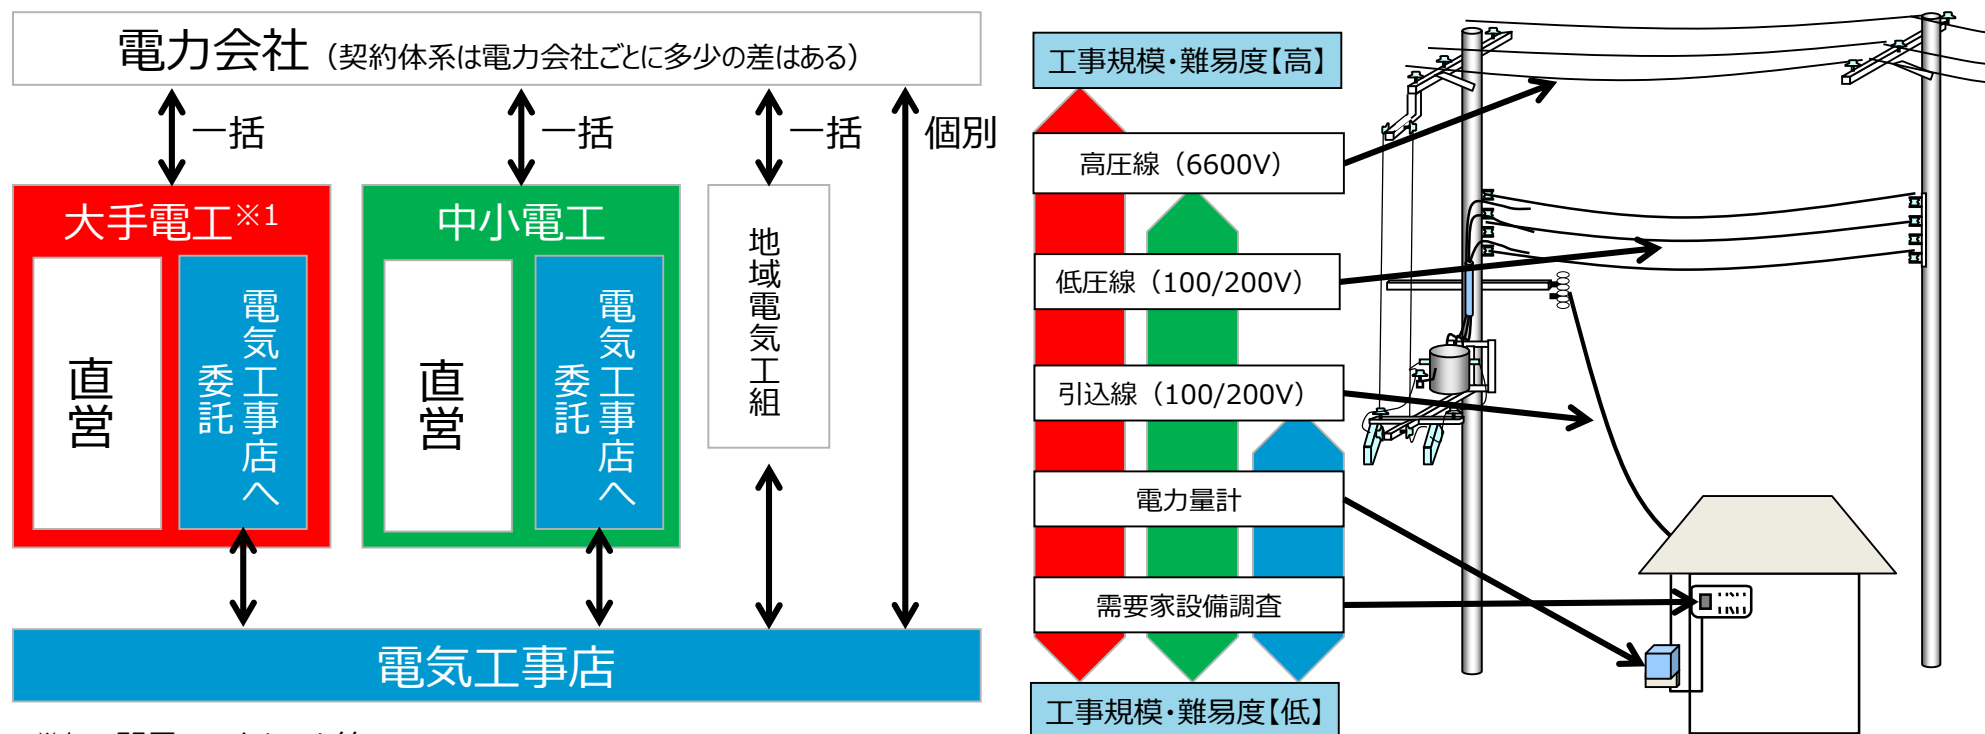 電力会社（契約体系は電力会社ごとに多少の差はある）
一括
一括
一括
個別
大手電工※1
直営
電気工事店へ
委託
中小電工
直営
電気工事店へ
委託
地域電気工組
電気工事店
工事規模・難易度【高】
高圧線（6600V）
低圧線（100/200V）
引込線（100/200V）
電力量計
需要家設備調査
工事規模・難易度【低】